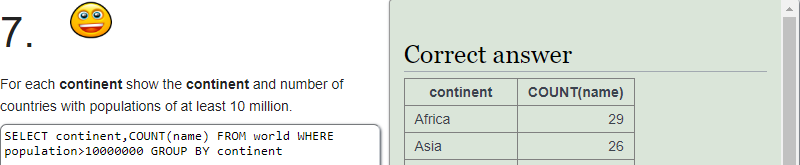 7.
For each continent show the continent and number of
countries with populations of at least 10 million.
SELECT continent,COUNT(name) FROM world WHERE
population>10000000 GROUP BY continent
Correct answer
continent COUNT(name)
Africa 29
Asia 26